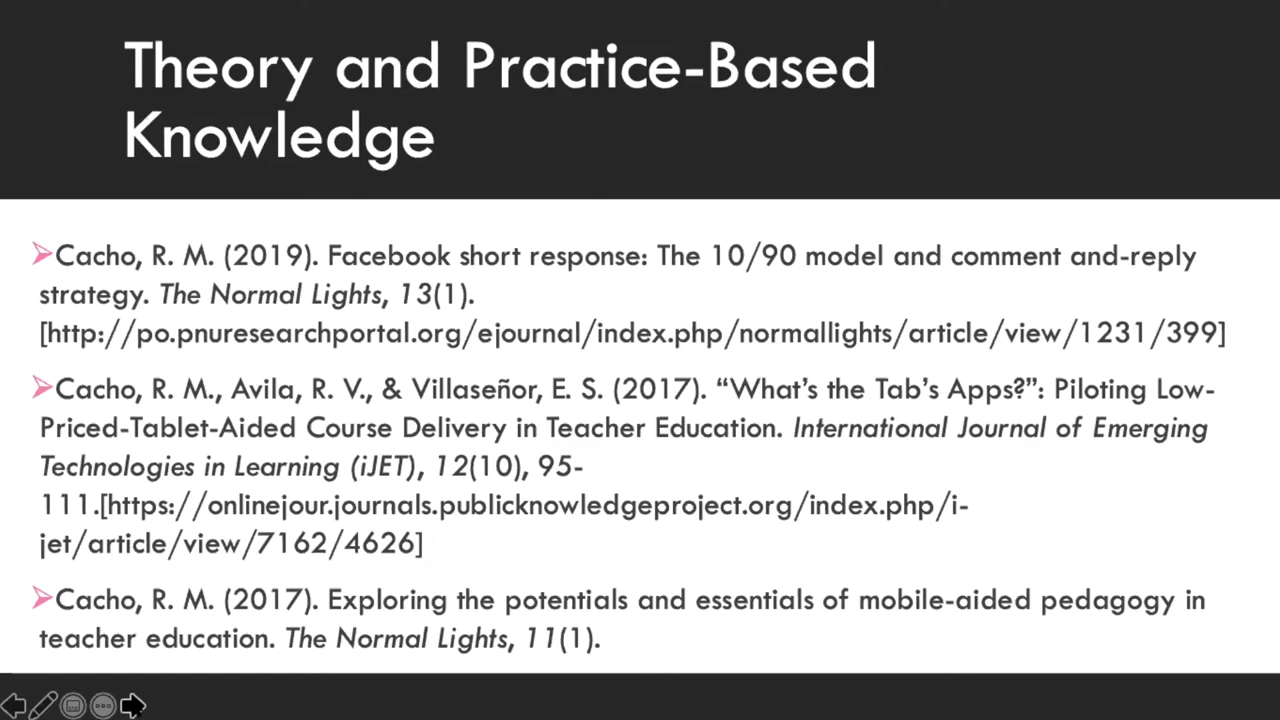 Theory and Practice-Based
Knowledge
Cacho, R. M. (2019). Facebook short response: The 10/90 model and comment and-reply
strategy. The Normal Lights, 13(1).
[http://po.pnuresearchportal.org/ejournal/index.php/normallights/article/view/1231/399]
Cacho, R. M., Avila, R. V., & Villaseñor, E. S. (2017). “What’s the Tab’s Apps?”: Piloting Low-
Priced-Tablet-Aided Course Delivery in Teacher Education. International Journal of Emerging
Technologies in Learning (iJET), 12(10), 95-
111.[https://onlinejour.journals.publicknowledgeproject.org/index.php/i-
jet/article/view/7162/4626]
Cacho, R. M. (2017). Exploring the potentials and essentials of mobile-aided pedagogy in
teacher education. The Normal Lights, 11(1).